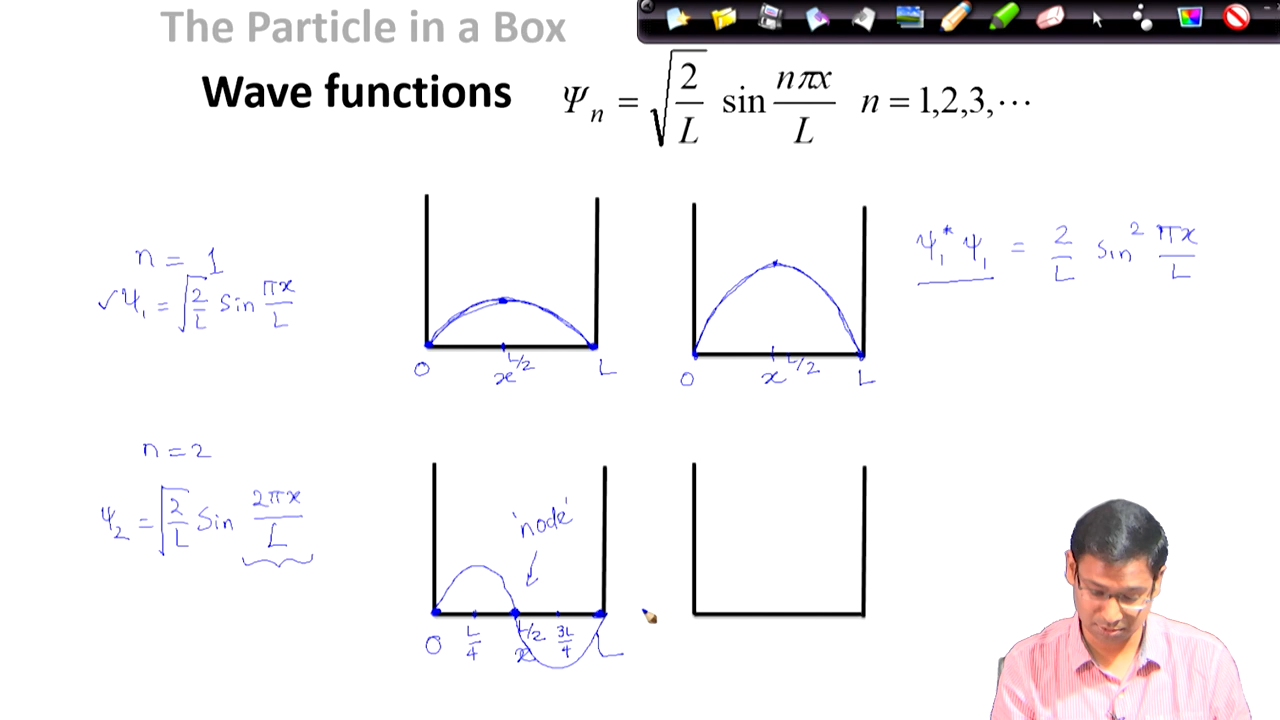 The Particle in a Box
Wave functions Ψn = √(2/L) sin nπx/L n = 1,2,3,⋯
n = 1
✓Ψ1 = √(2/L) Sin πx/L
0 x L/2 L
0 x L/2 L
Ψ1* Ψ1 = 2/L Sin² πx/L
n = 2
Ψ2 = √(2/L) Sin 2πx/L
'node'
0 L/4 L/2 x 3L/4 L